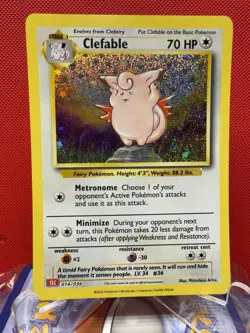 STAGE 1
Evolves from Clefairy
Put Clefable on the Basic Pokémon
Clefable
70 HP
Fairy Pokémon. Height: 4'3", Weight: 88.2 lbs.
Metronome Choose 1 of your
opponent's Active Pokémon's attacks
and use it as this attack.
Minimize During your opponent's next
turn, this Pokémon takes 20 less damage from
attacks (after applying Weakness and Resistance).
weakness
resistance
retreat cost
×2
-30
A timid Fairy Pokémon that is rarely seen. It will run and hide
the moment it senses people. LV. 34 #36
CLC
014/034
Illus. Mitsuhiro Arita